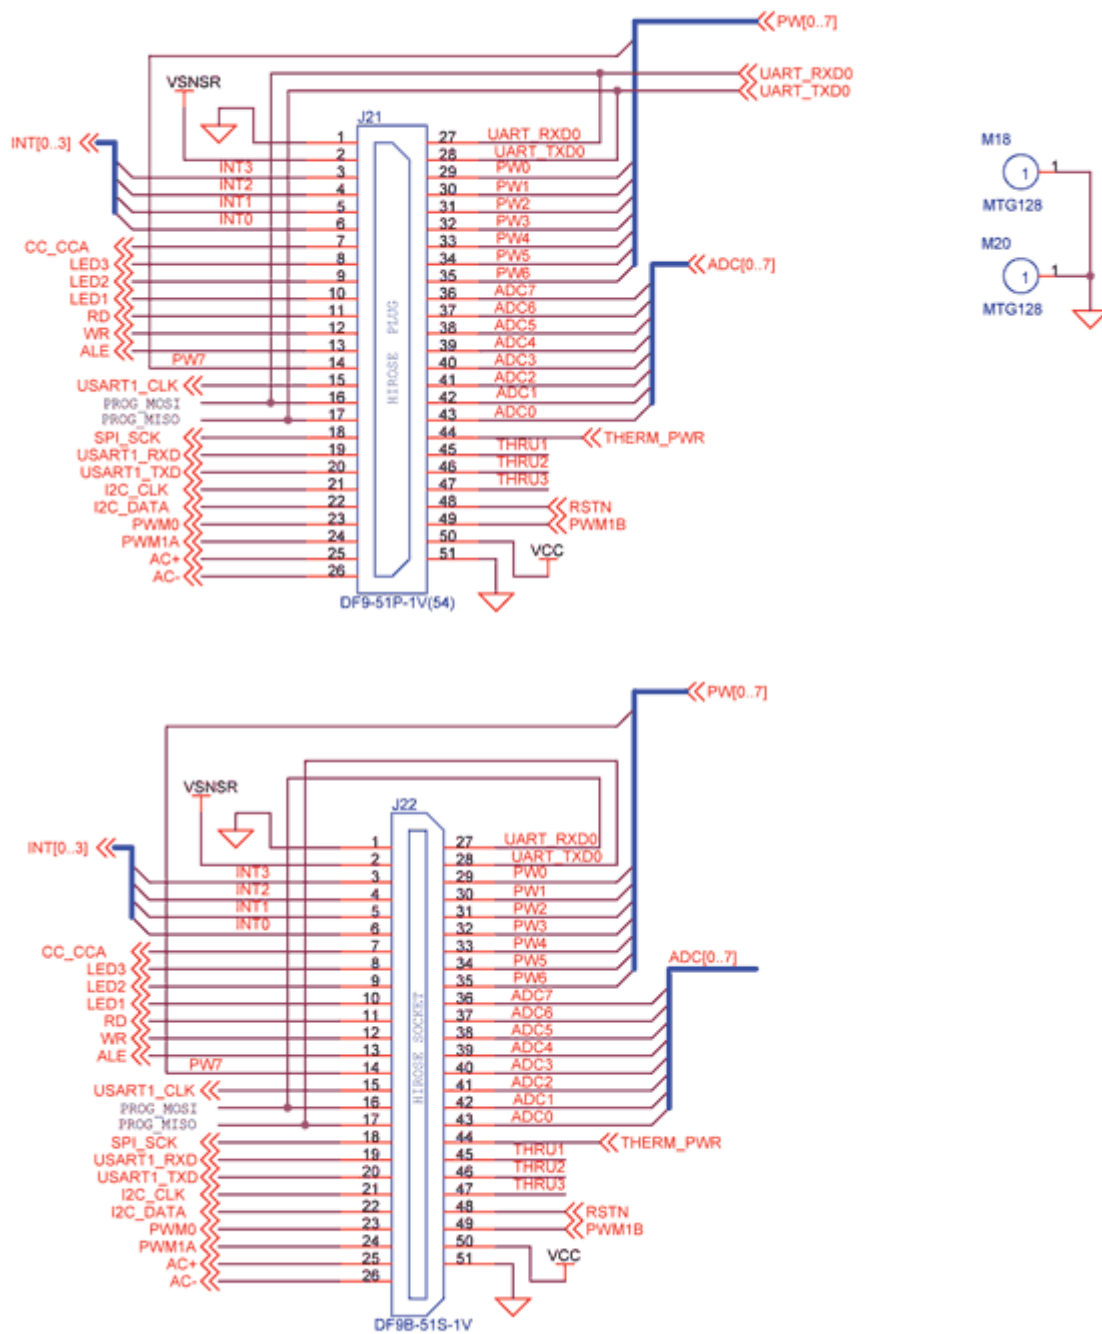 PW[0..7]
UART_RXD0
UART_TXD0
VSNSR
J21
INT[0..3]
1 27 UART_RXD0
2 28 UART_TXD0
INT3 3 29 PW0
INT2 4 30 PW1
INT1 5 31 PW2
INT0 6 32 PW3
CC_CCA 7 33 PW4
LED3 8 34 PW5
LED2 9 35 PW6
LED1 10 36 ADC7
RD 11 37 ADC6
WR 12 38 ADC5
ALE 13 39 ADC4
PW7 14 40 ADC3
USART1_CLK 15 41 ADC2
PROG_MOSI 16 42 ADC1
PROG_MISO 17 43 ADC0
SPI_SCK 18 44 THERM_PWR
USART1_RXD 19 45 THRU1
USART1_TXD 20 46 THRU2
I2C_CLK 21 47 THRU3
I2C_DATA 22 48 RSTN
PWM0 23 49 PWM1B
PWM1A 24 50 VCC
AC+ 25 51
AC- 26
HIROSE PLUG
DF9-51P-1V(54)
ADC[0..7]
M18
1 1
MTG128
M20
1 1
MTG128
PW[0..7]
VSNSR
J22
INT[0..3]
1 27 UART_RXD0
2 28 UART_TXD0
INT3 3 29 PW0
INT2 4 30 PW1
INT1 5 31 PW2
INT0 6 32 PW3
CC_CCA 7 33 PW4
LED3 8 34 PW5
LED2 9 35 PW6
LED1 10 36 ADC7
RD 11 37 ADC6
WR 12 38 ADC5
ALE 13 39 ADC4
PW7 14 40 ADC3
USART1_CLK 15 41 ADC2
PROG_MOSI 16 42 ADC1
PROG_MISO 17 43 ADC0
SPI_SCK 18 44 THERM_PWR
USART1_RXD 19 45 THRU1
USART1_TXD 20 46 THRU2
I2C_CLK 21 47 THRU3
I2C_DATA 22 48 RSTN
PWM0 23 49 PWM1B
PWM1A 24 50 VCC
AC+ 25 51
AC- 26
HIROSE SOCKET
DF9B-51S-1V
ADC[0..7]